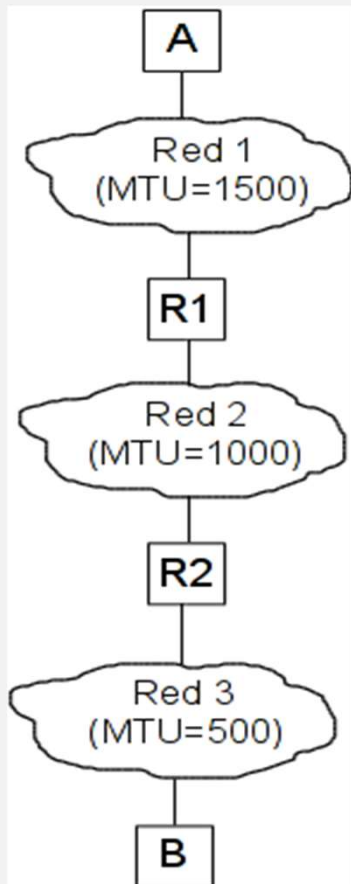 A
Red 1
(MTU=1500)
R1
Red 2
(MTU=1000)
R2
Red 3
(MTU=500)
B